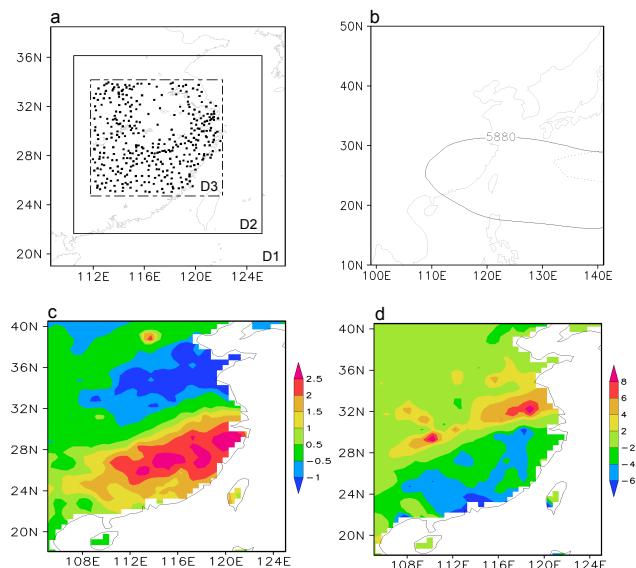 a
36N
32N
28N
24N
20N
112E
116E
120E
124E
D3
D2
D1
b
50N
40N
30N
20N
10N
100E
110E
120E
130E
140E
5880
c
40N
36N
32N
28N
24N
20N
108E
112E
116E
120E
124E
2.5
2
1.5
1
0.5
−0.5
−1
d
40N
36N
32N
28N
24N
20N
108E
112E
116E
120E
124E
8
6
4
2
−2
−4
−6